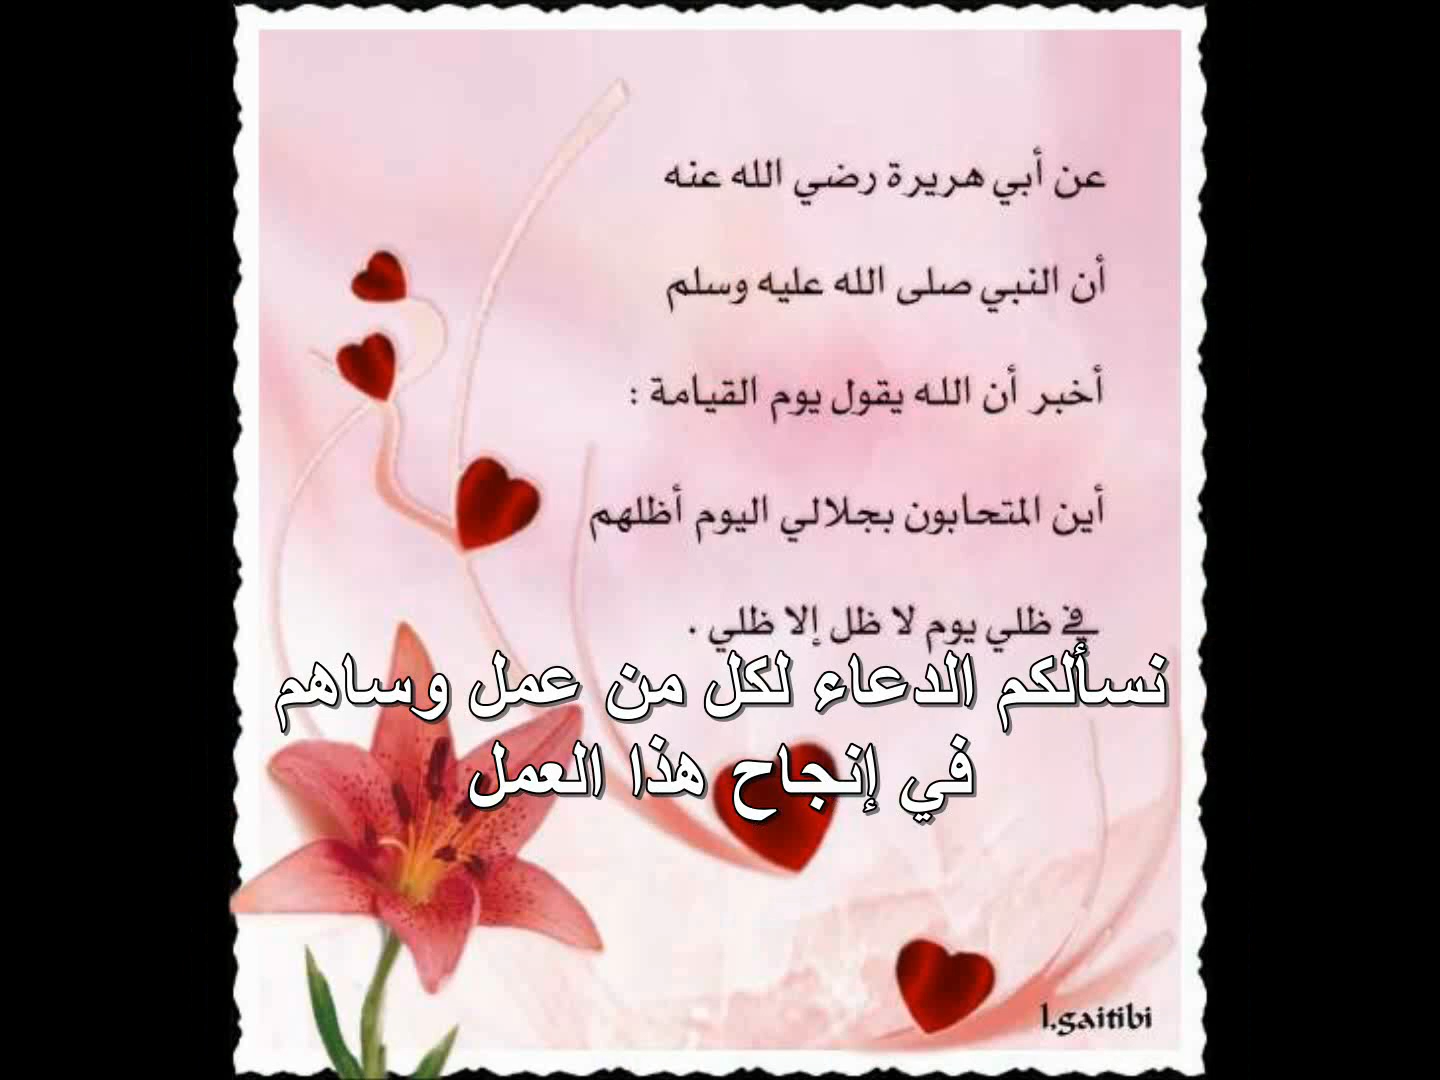 عن أبي هريرة رضي الله عنه
أن النبي صلى الله عليه وسلم
أخبر أن الله يقول يوم القيامة :
أين المتحابون بجلالي اليوم أظلهم
في ظلي يوم لا ظل إلا ظلي .
نسألكم الدعاء لكل من عمل وساهم
في إنجاح هذا العمل
l,gaitibi